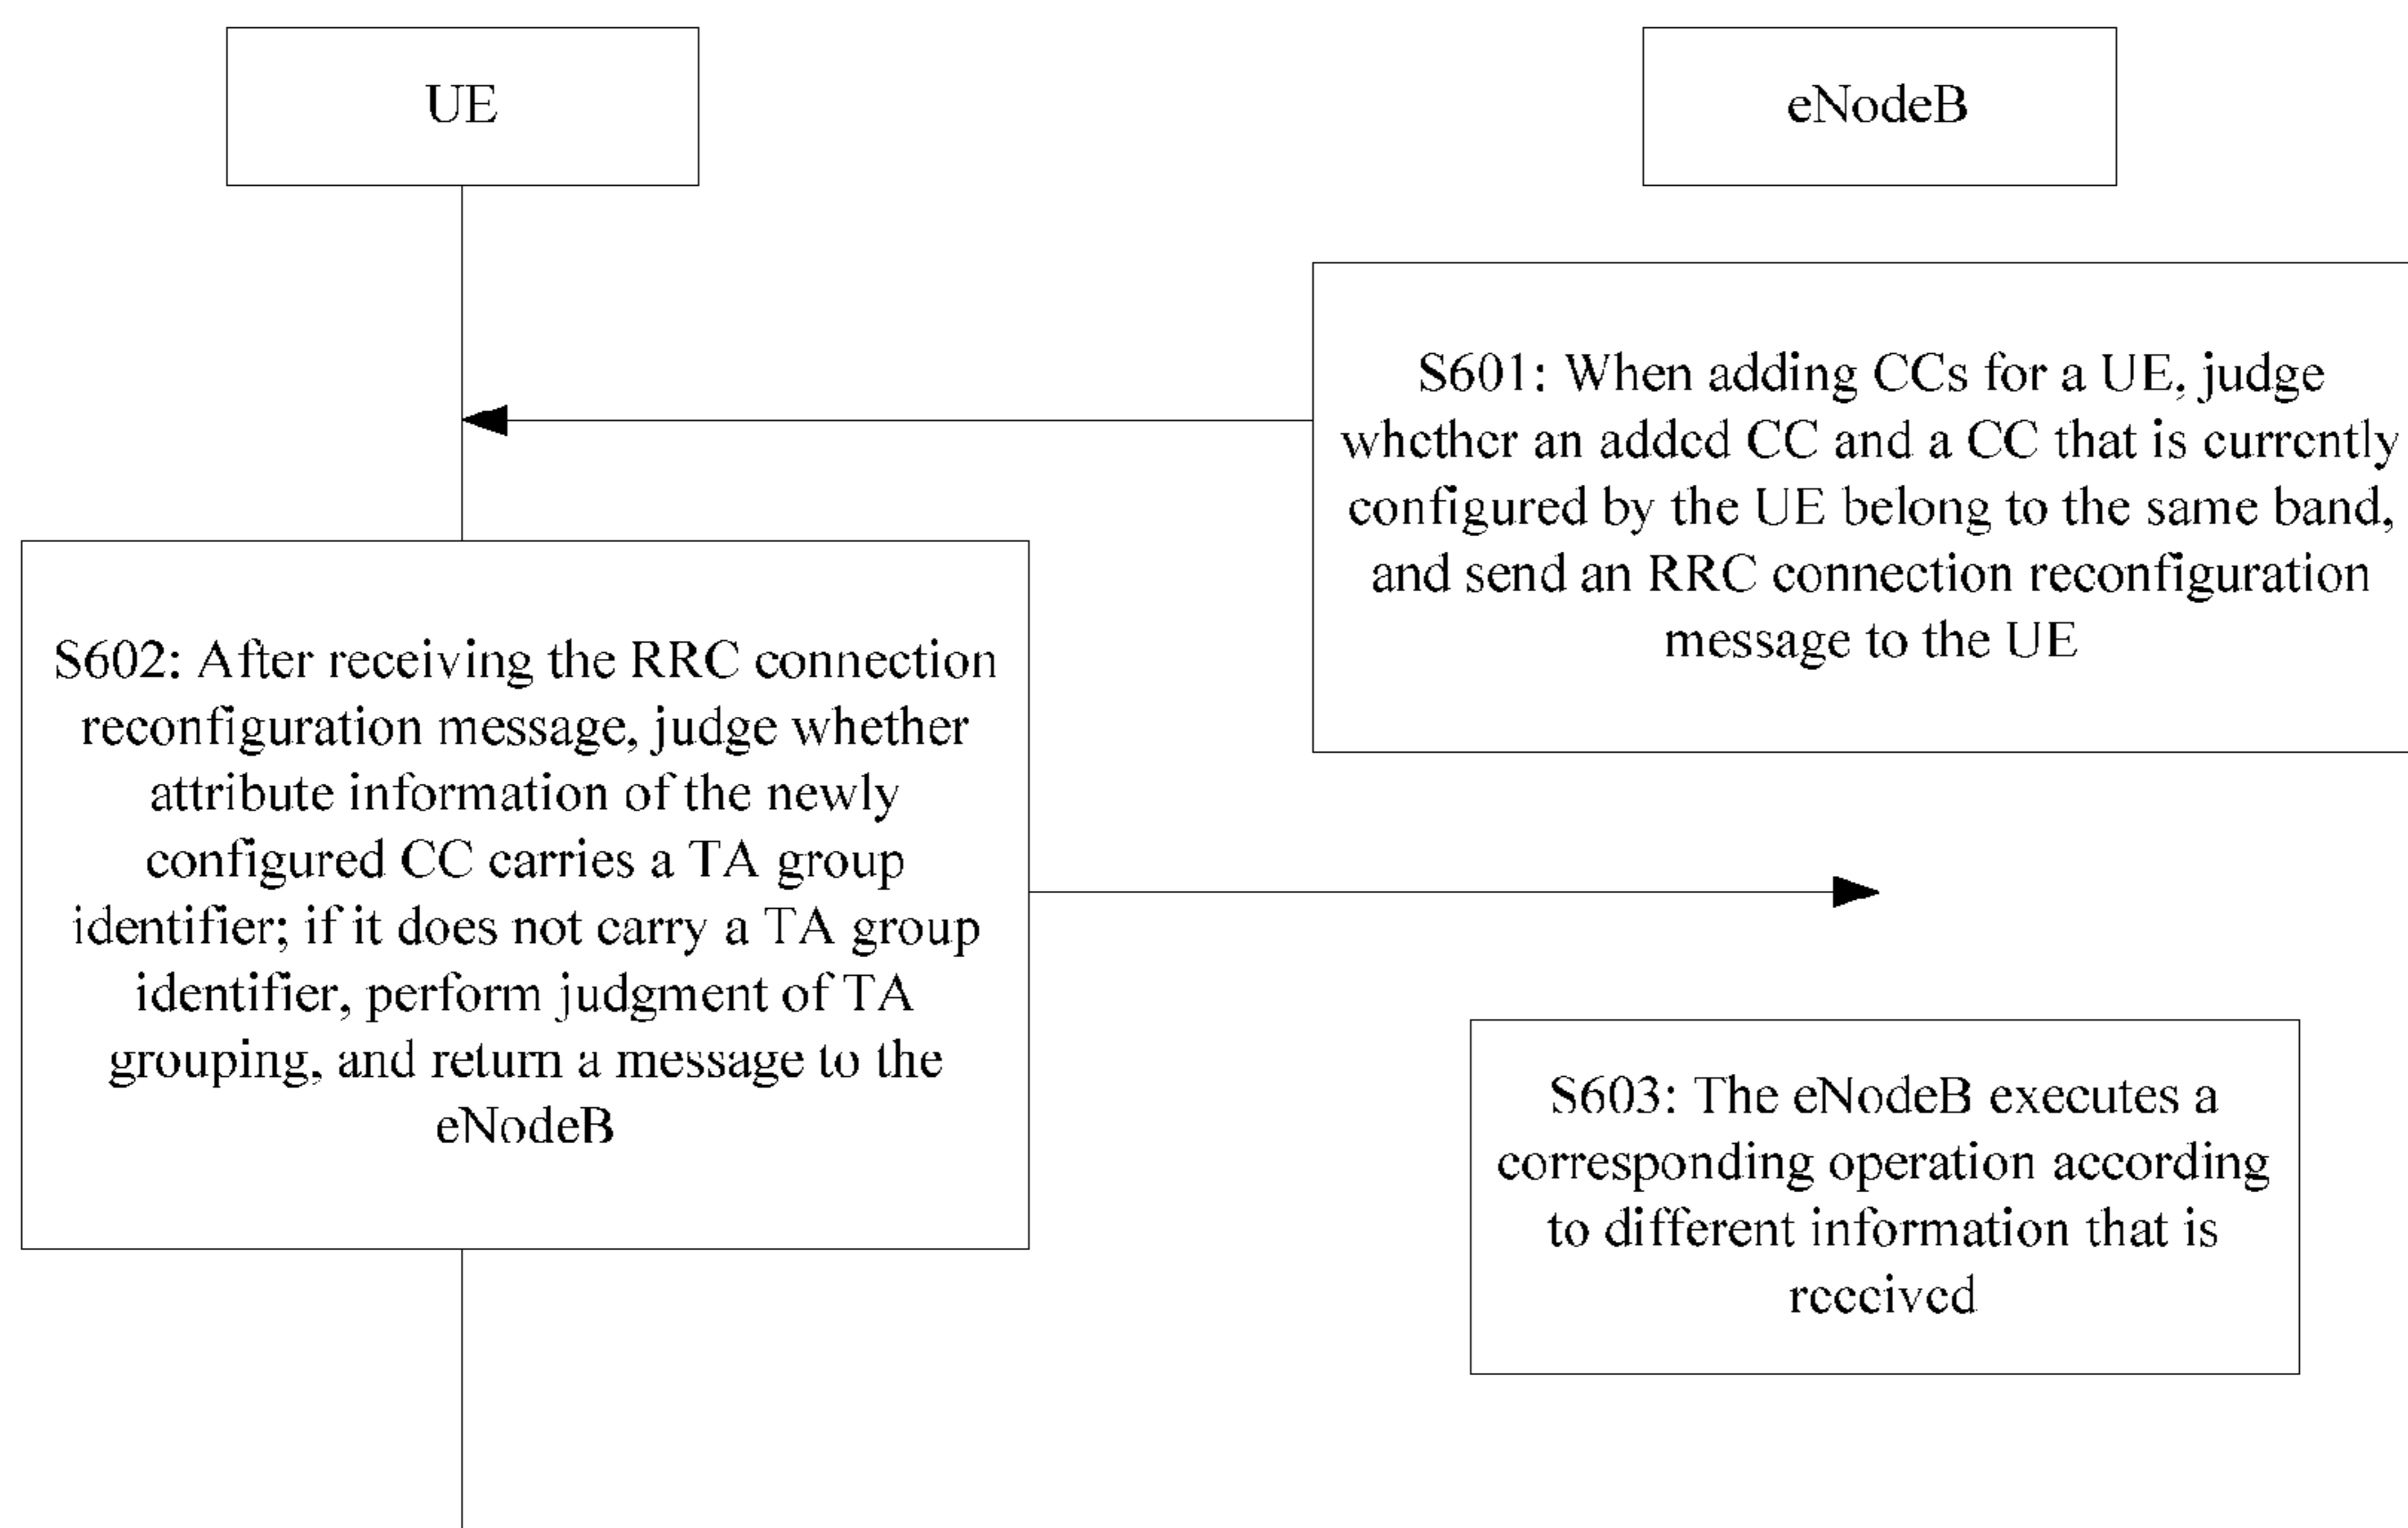 UE
eNodeB
S601: When adding CCs for a UE, judge
whether an added CC and a CC that is currently
configured by the UE belong to the same band,
and send an RRC connection reconfiguration
message to the UE
S602: After receiving the RRC connection
reconfiguration message, judge whether
attribute information of the newly
configured CC carries a TA group
identifier; if it does not carry a TA group
identifier, perform judgment of TA
grouping, and return a message to the
eNodeB
S603: The eNodeB executes a
corresponding operation according
to different information that is
received